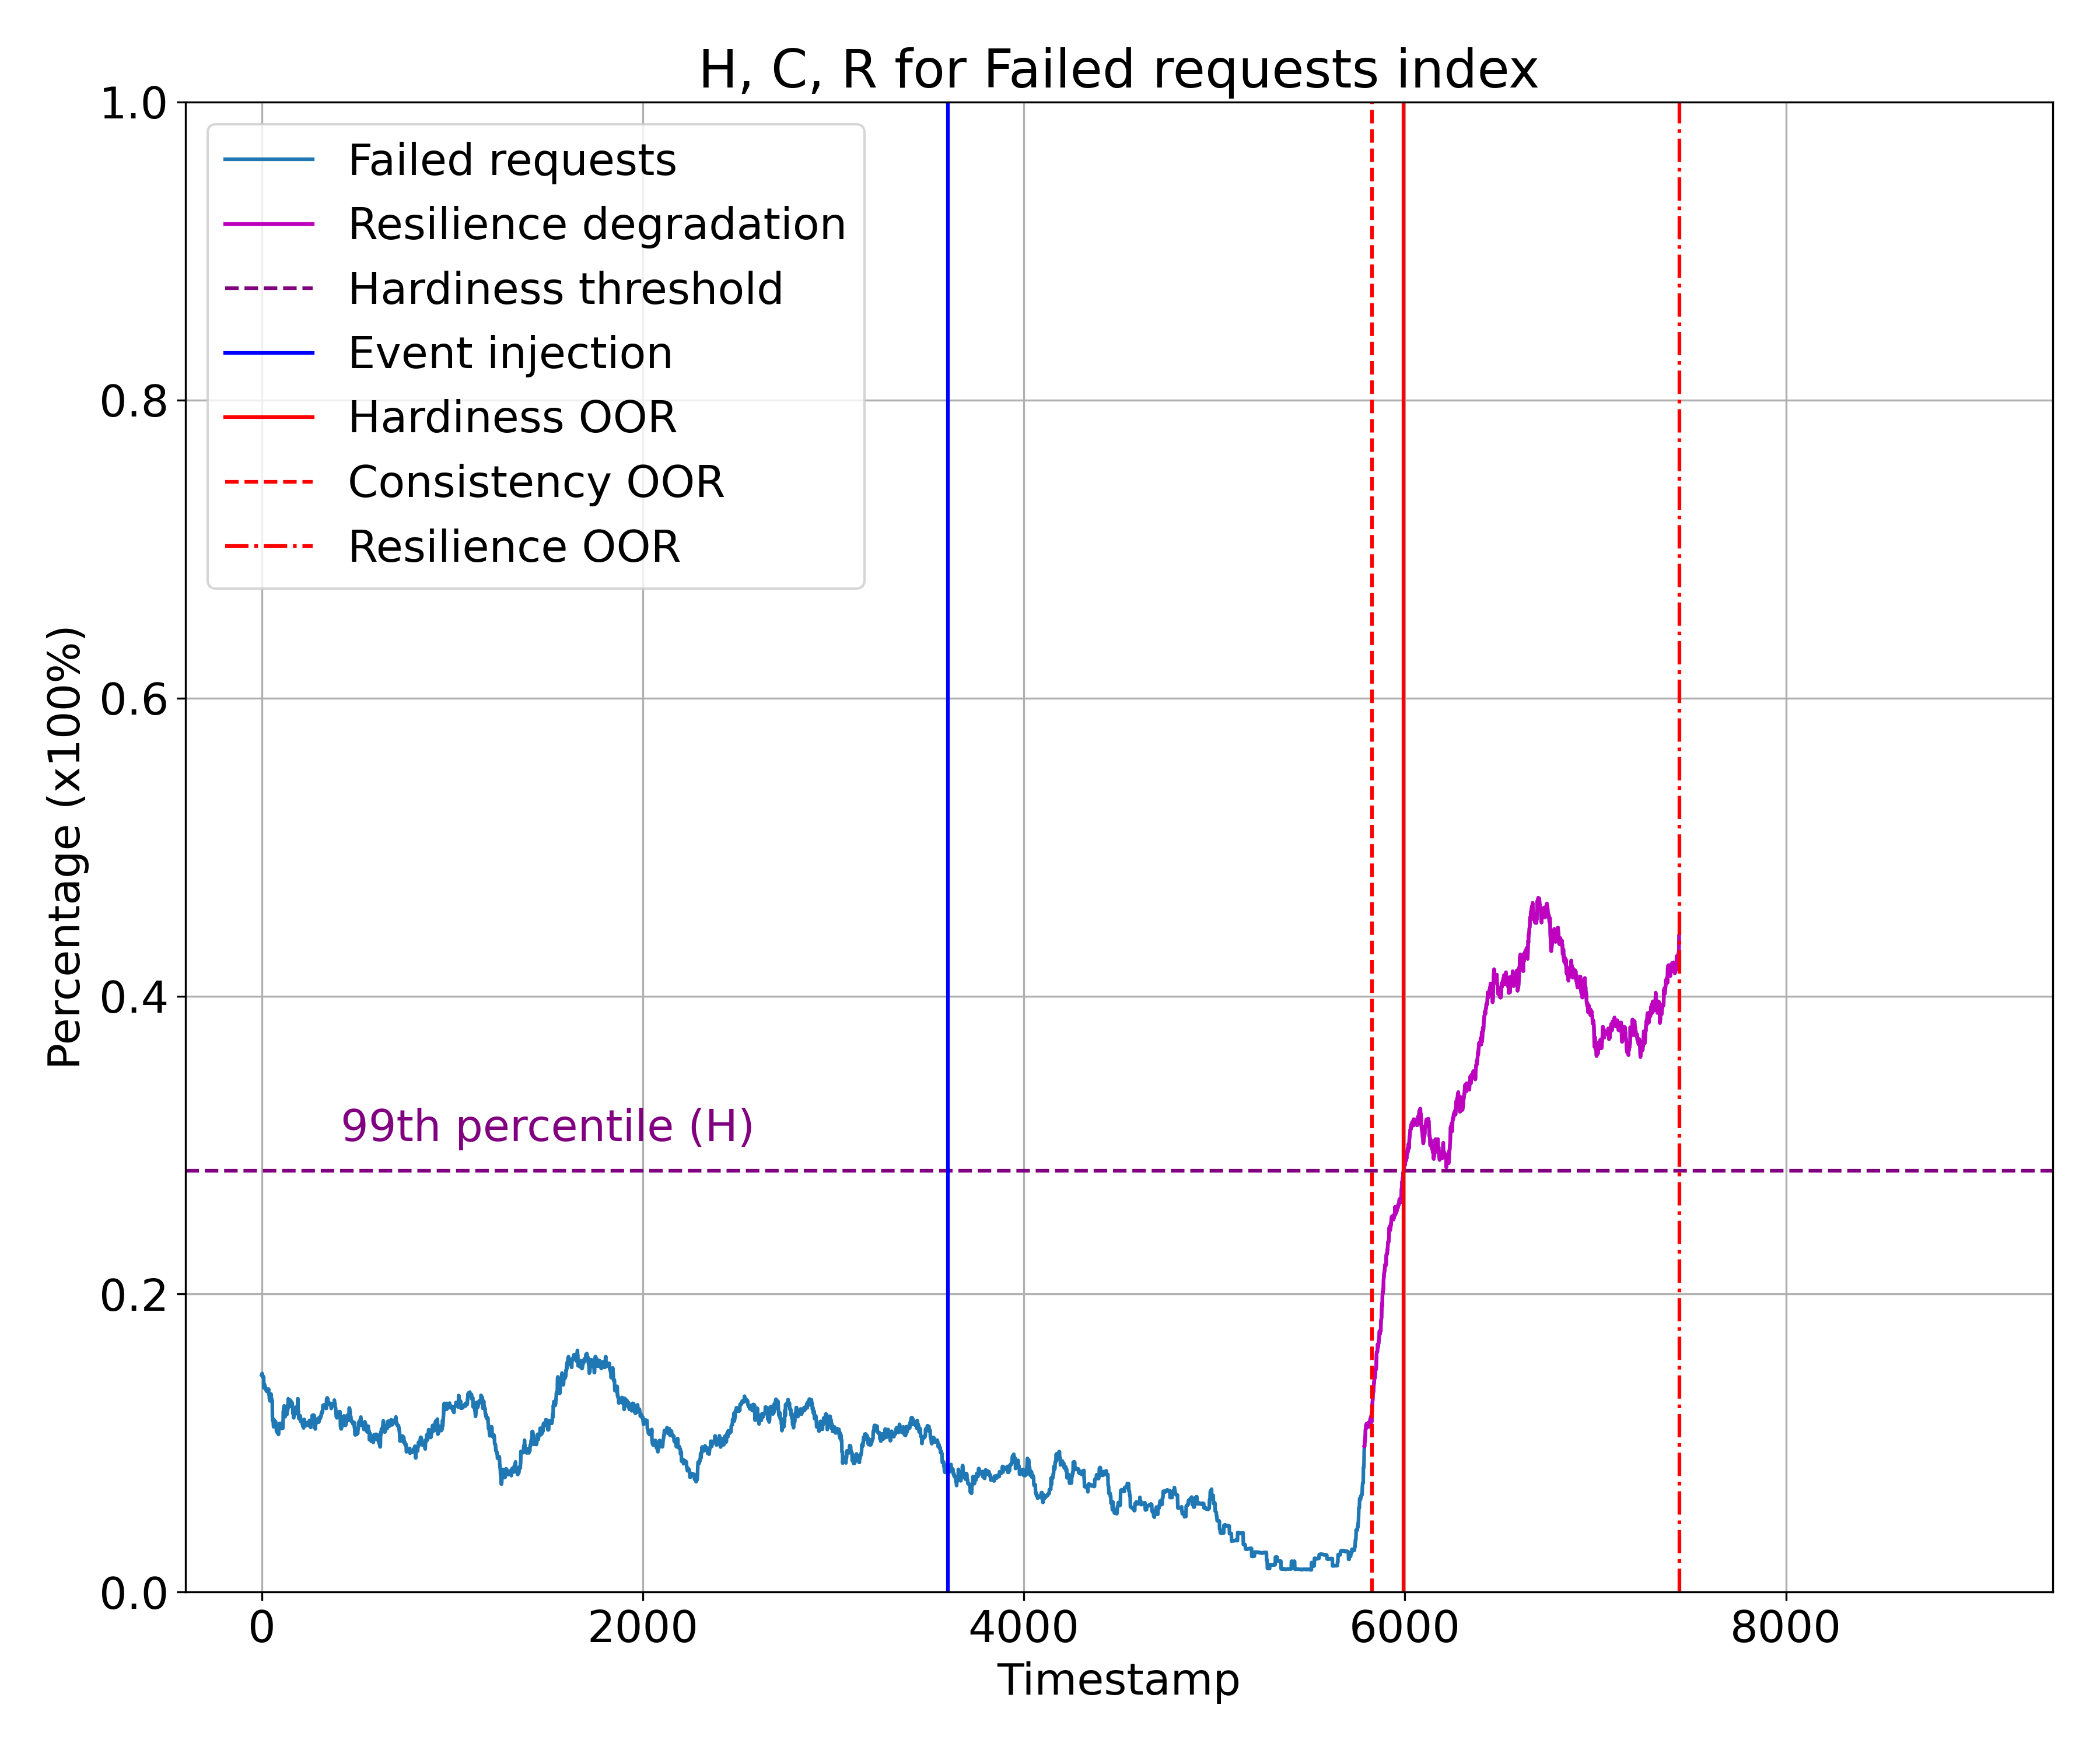 H, C, R for Failed requests index
1.0
0.8
0.6
0.4
0.2
0.0
Percentage (x100%)
Failed requests
Resilience degradation
Hardiness threshold
Event injection
Hardiness OOR
Consistency OOR
Resilience OOR
99th percentile (H)
0 2000 4000 6000 8000
Timestamp